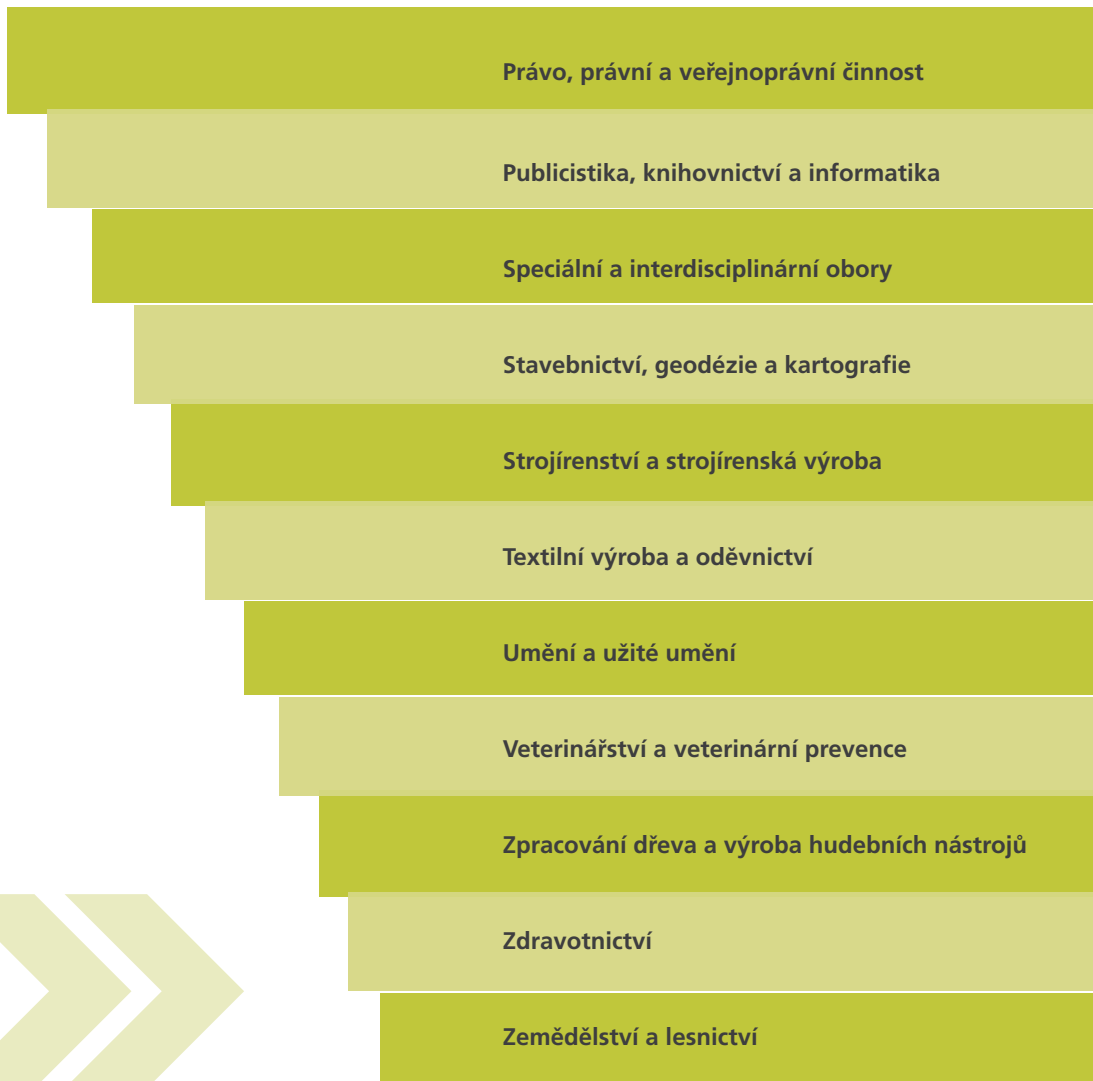 Právo, právní a veřejnoprávní činnost
Publicistika, knihovnictví a informatika
Speciální a interdisciplinární obory
Stavebnictví, geodézie a kartografie
Strojírenství a strojírenská výroba
Textilní výroba a oděvnictví
Umění a užité umění
Veterinářství a veterinární prevence
Zpracování dřeva a výroba hudebních nástrojů
Zdravotnictví
Zemědělství a lesnictví